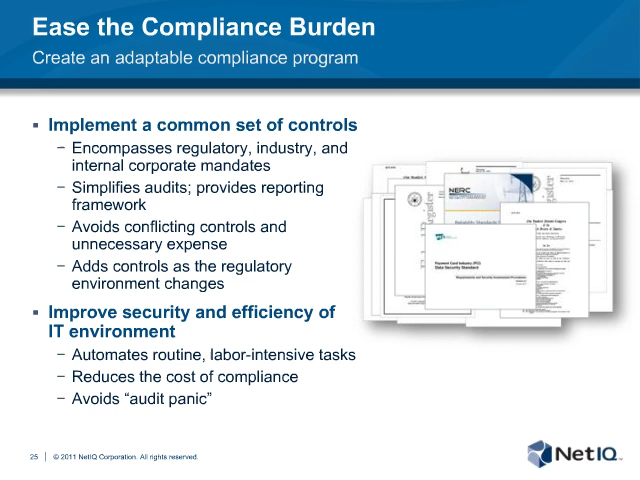 Ease the Compliance Burden
Create an adaptable compliance program
▪ Implement a common set of controls
− Encompasses regulatory, industry, and
internal corporate mandates
− Simplifies audits; provides reporting
framework
− Avoids conflicting controls and
unnecessary expense
− Adds controls as the regulatory
environment changes
▪ Improve security and efficiency of
IT environment
− Automates routine, labor-intensive tasks
− Reduces the cost of compliance
− Avoids “audit panic”
NERC
Reliability Standards
Payment Card Industry (PCI)
Data Security Standard
25 | © 2011 NetIQ Corporation. All rights reserved.
NetIQ